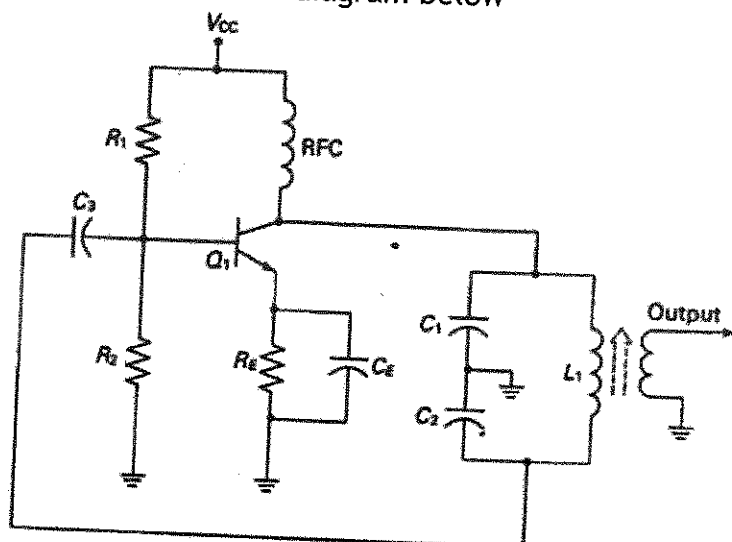 diagram below
Vcc
R1
RFC
C3
Q1
R2
RE
CE
C1
C2
L1
Output